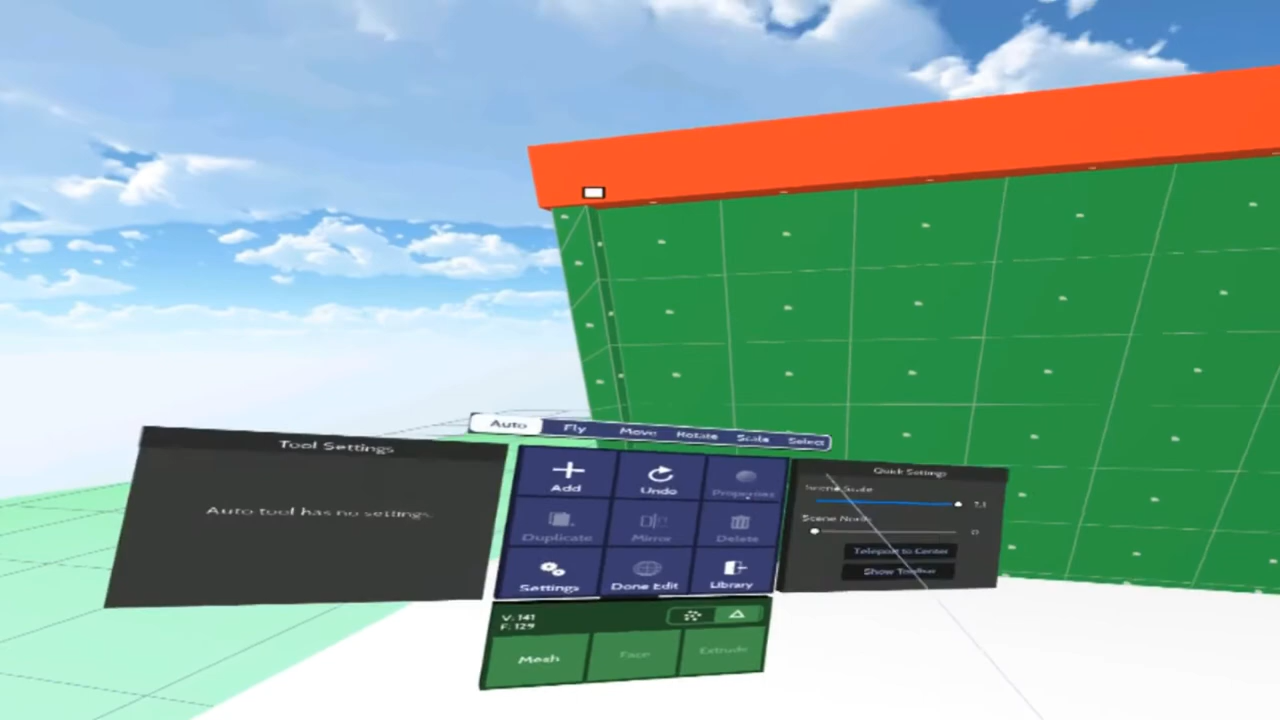 Auto Fly Move Rotate Scale Select
Tool Settings
Auto tool has no settings.
Add Undo Properties
Duplicate Mirror Delete
Settings Done Edit Library
Quick Settings
Scene Scale
Scene North
0
Teleport to Center
Show Toolbar
V: 141
F: 129
Mesh Face Extrude